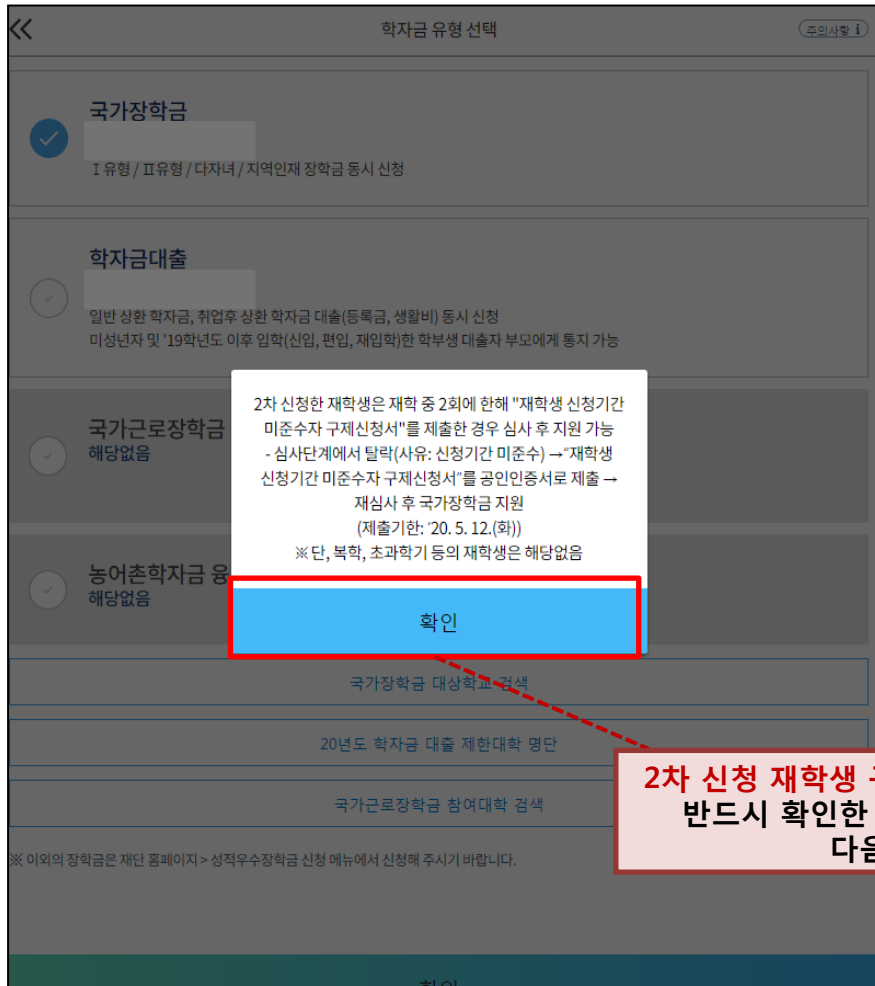 학자금 유형 선택
주의사항 i
국가장학금
Ⅰ유형 / Ⅱ유형 / 다자녀 / 지역인재 장학금 동시 신청
학자금대출
일반 상환 학자금, 취업후 상환 학자금 대출(등록금, 생활비) 동시 신청
미성년자 및 '19학년도 이후 입학(신입, 편입, 재입학)한 학부생 대출자 부모에게 통지 가능
국가근로장학금
해당없음
농어촌학자금 융
해당없음
2차 신청한 재학생은 재학 중 2회에 한해 "재학생 신청기간
미준수자 구제신청서"를 제출한 경우 심사 후 지원 가능
- 심사단계에서 탈락(사유: 신청기간 미준수) →"재학생
신청기간 미준수자 구제신청서"를 공인인증서로 제출 →
재심사 후 국가장학금 지원
(제출기한: '20. 5. 12.(화))
※ 단, 복학, 초과학기 등의 재학생은 해당없음
확인
국가장학금 대상학교 검색
20년도 학자금 대출 제한대학 명단
국가근로장학금 참여대학 검색
2차 신청 재학생
반드시 확인한
다음
※ 이외의 장학금은 재단 홈페이지 > 성적우수장학금 신청 메뉴에서 신청해 주시기 바랍니다.
확인